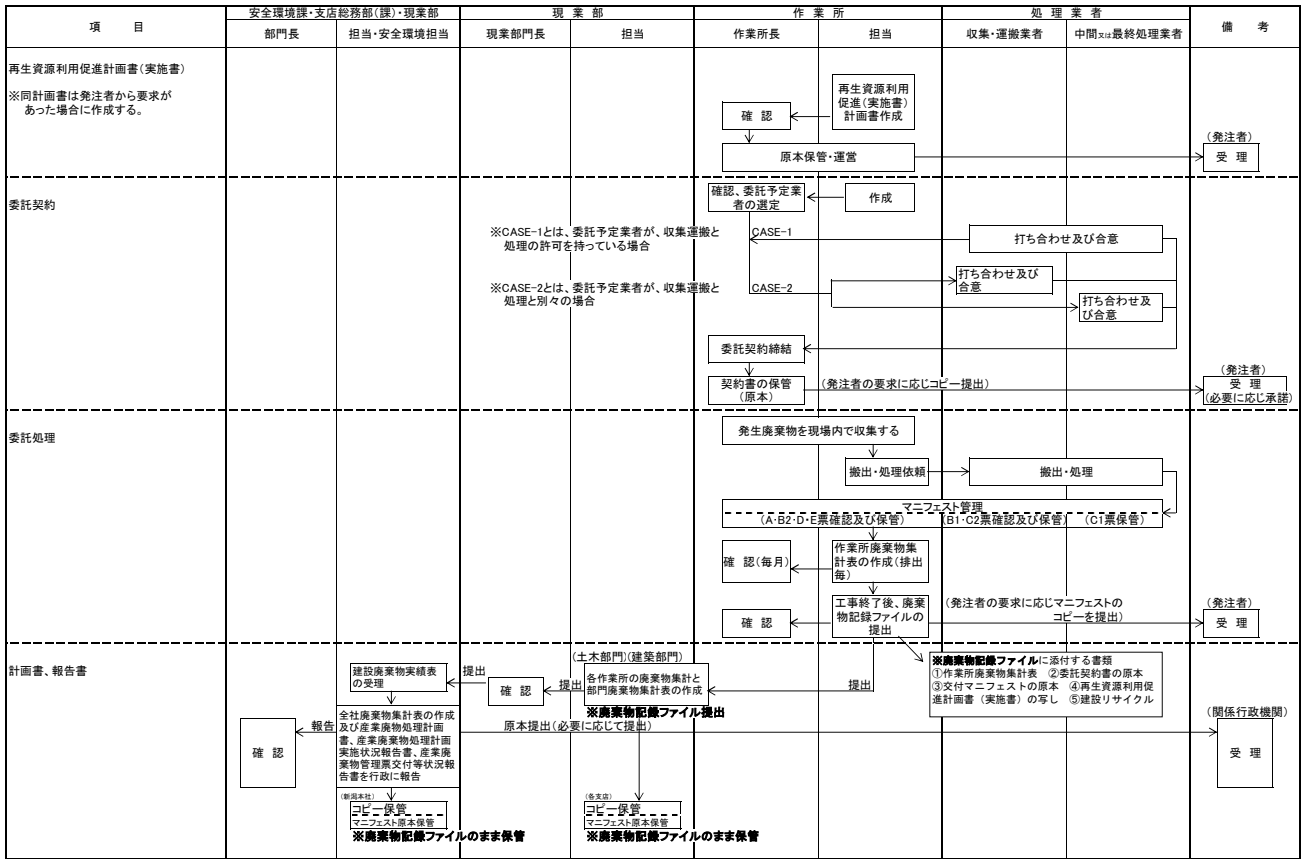 項　　目
安全環境課・支店総務部(課)・現業部
現　業　部
作　業　所
処　理　業　者
備　　考
部門長
担当・安全環境担当
現業部門長
担当
作業所長
担当
収集・運搬業者
中間又は最終処理業者
再生資源利用促進計画書(実施書)
※同計画書は発注者から要求が
あった場合に作成する。
再生資源利用
促進(実施書)
計画書作成
確　認
原本保管・運営
(発注者)
受　理
委託契約
確認、委託予定業
者の選定
作成
※CASE-1とは、委託予定業者が、収集運搬と
処理の許可を持っている場合
CASE-1
打ち合わせ及び合意
※CASE-2とは、委託予定業者が、収集運搬と
処理と別々の場合
CASE-2
打ち合わせ及び
合意
打ち合わせ及
び合意
委託契約締結
契約書の保管
(原本)
(発注者の要求に応じコピー提出)
(発注者)
受　理
(必要に応じ承諾)
委託処理
発生廃棄物を現場内で収集する
搬出・処理依頼
搬出・処理
マニフェスト管理
(A・B2・D・E票確認及び保管)
(B1・C2票確認及び保管)
(C1票保管)
確　認(毎月)
作業所廃棄物集
計表の作成(排出
毎)
確　認
工事終了後、廃棄
物記録ファイルの
提出
(発注者の要求に応じマニフェストの
コピーを提出)
(発注者)
受　理
計画書、報告書
建設廃棄物実績表
の受理
提出
確　認
提出
(土木部門)(建築部門)
各作業所の廃棄物集計と
部門廃棄物集計表の作成
※廃棄物記録ファイル提出
提出
※廃棄物記録ファイルに添付する書類
①作業所廃棄物集計表　②委託契約書の原本
③交付マニフェストの原本　④再生資源利用促
進計画書（実施書）の写し　⑤建設リサイクル
確　認
報告
全社廃棄物集計表の作成
及び産業廃物処理計画
書、産業廃棄物処理計画
実施状況報告書、産業廃
棄物管理票交付等状況報
告書を行政に報告
原本提出(必要に応じて提出)
(関係行政機関)
受　理
(新潟本社)
コピー保管
マニフェスト原本保管
※廃棄物記録ファイルのまま保管
(各支店)
コピー保管
マニフェスト原本保管
※廃棄物記録ファイルのまま保管